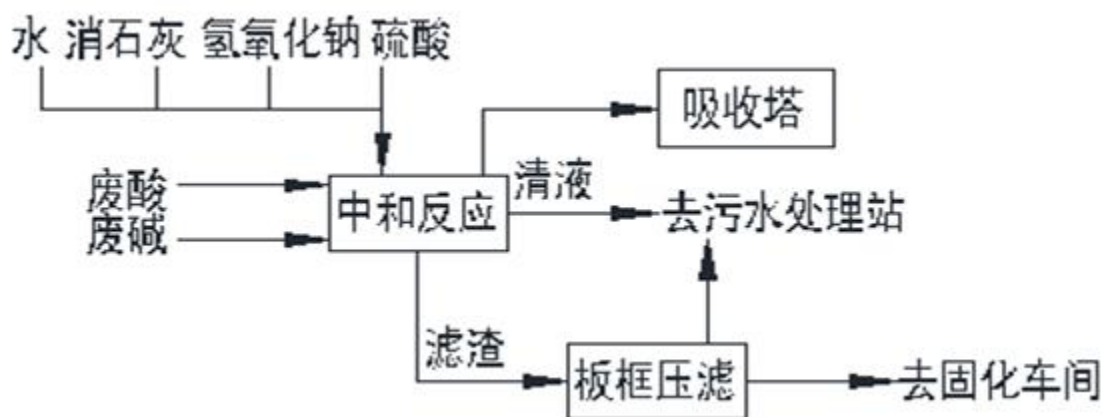 水 消石灰 氢氧化钠 硫酸
吸收塔
废酸
废碱
中和反应
清液
去污水处理站
滤渣
板框压滤
去固化车间